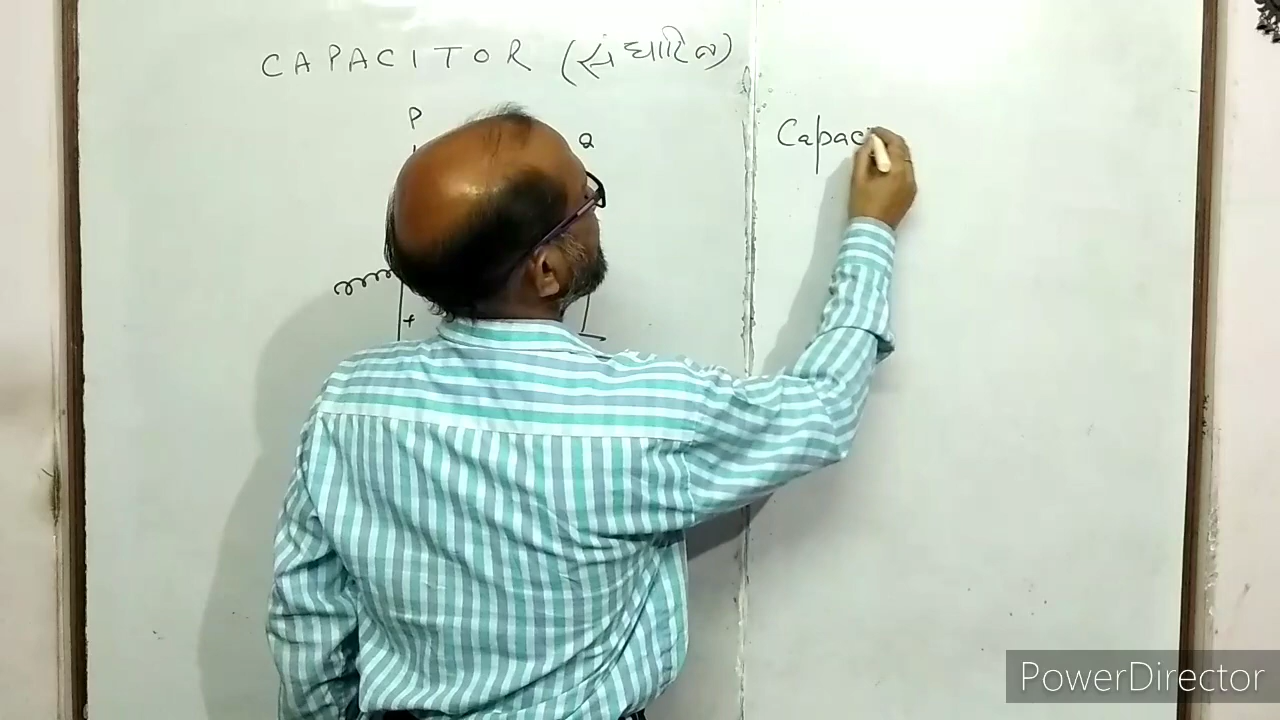 CAPACITOR (સંઘારિત)
P
Q
Capac
+
PowerDirector